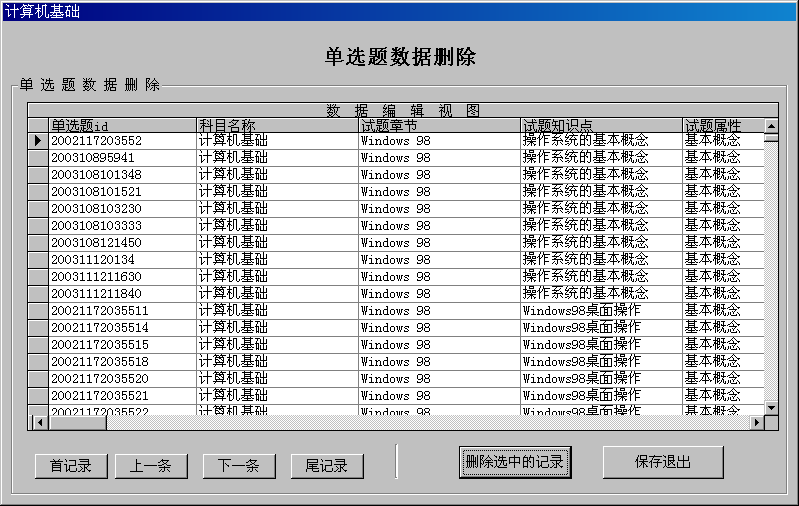 计算机基础
单选题数据删除
单 选 题 数 据 删 除
数 据 编 辑 视 图
单选题id 科目名称 试题章节 试题知识点 试题属性
2002117203552 计算机基础 Windows 98 操作系统的基本概念 基本概念
200310895941 计算机基础 Windows 98 操作系统的基本概念 基本概念
2003108101348 计算机基础 Windows 98 操作系统的基本概念 基本概念
2003108101521 计算机基础 Windows 98 操作系统的基本概念 基本概念
2003108103230 计算机基础 Windows 98 操作系统的基本概念 基本概念
2003108103333 计算机基础 Windows 98 操作系统的基本概念 基本概念
2003108121450 计算机基础 Windows 98 操作系统的基本概念 基本概念
200311120134 计算机基础 Windows 98 操作系统的基本概念 基本概念
2003111211630 计算机基础 Windows 98 操作系统的基本概念 基本概念
2003111211840 计算机基础 Windows 98 操作系统的基本概念 基本概念
20021172035511 计算机基础 Windows 98 Windows98桌面操作 基本概念
20021172035514 计算机基础 Windows 98 Windows98桌面操作 基本概念
20021172035515 计算机基础 Windows 98 Windows98桌面操作 基本概念
20021172035518 计算机基础 Windows 98 Windows98桌面操作 基本概念
20021172035520 计算机基础 Windows 98 Windows98桌面操作 基本概念
20021172035521 计算机基础 Windows 98 Windows98桌面操作 基本概念
20021172035522 计算机基础 Windows 98 Windows98桌面操作 基本概念
首记录 上一条 下一条 尾记录 删除选中的记录 保存退出